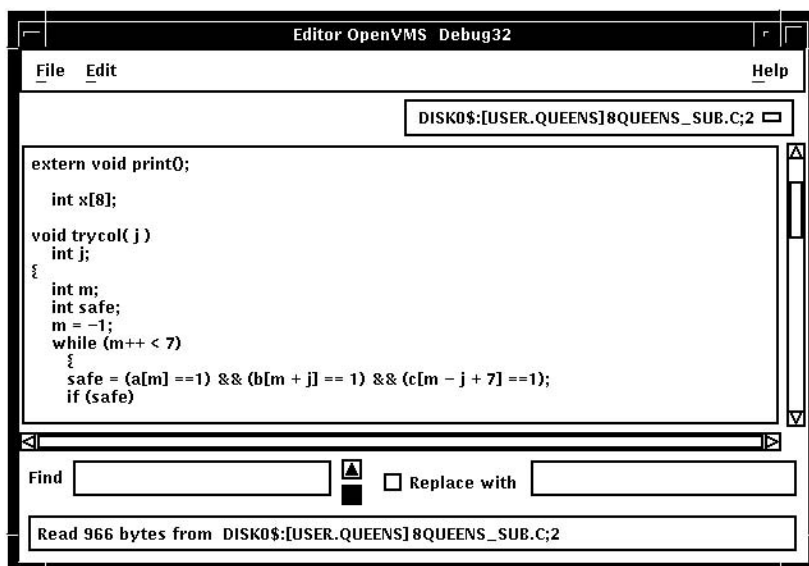 Editor OpenVMS Debug32
File Edit Help
DISK0$:[USER.QUEENS]8QUEENS_SUB.C;2
extern void print();
int x[8];
void trycol( j )
int j;
{
int m;
int safe;
m = -1;
while (m++ < 7)
{
safe = (a[m] ==1) && (b[m + j] == 1) && (c[m - j + 7] ==1);
if (safe)
Find Replace with
Read 966 bytes from DISK0$:[USER.QUEENS]8QUEENS_SUB.C;2